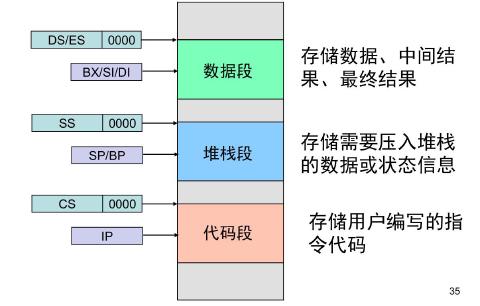 DS/ES 0000
BX/SI/DI
数据段
存储数据、中间结
果、最终结果
SS 0000
SP/BP
堆栈段
存储需要压入堆栈
的数据或状态信息
CS 0000
IP
代码段
存储用户编写的指
令代码
35